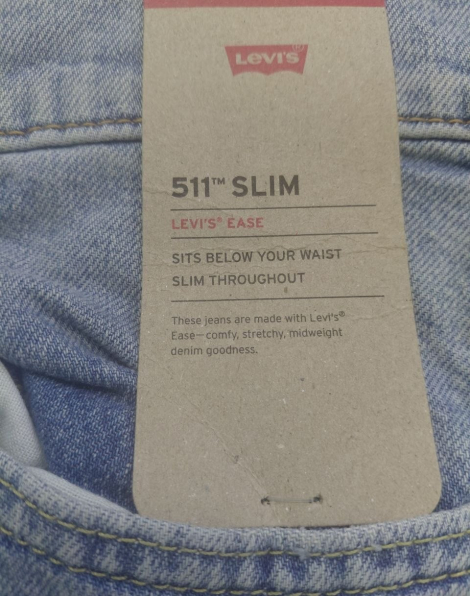 Levi's
511™ SLIM
LEVI'S® EASE
SITS BELOW YOUR WAIST
SLIM THROUGHOUT
These jeans are made with Levi's®
Ease—comfy, stretchy, midweight
denim goodness.